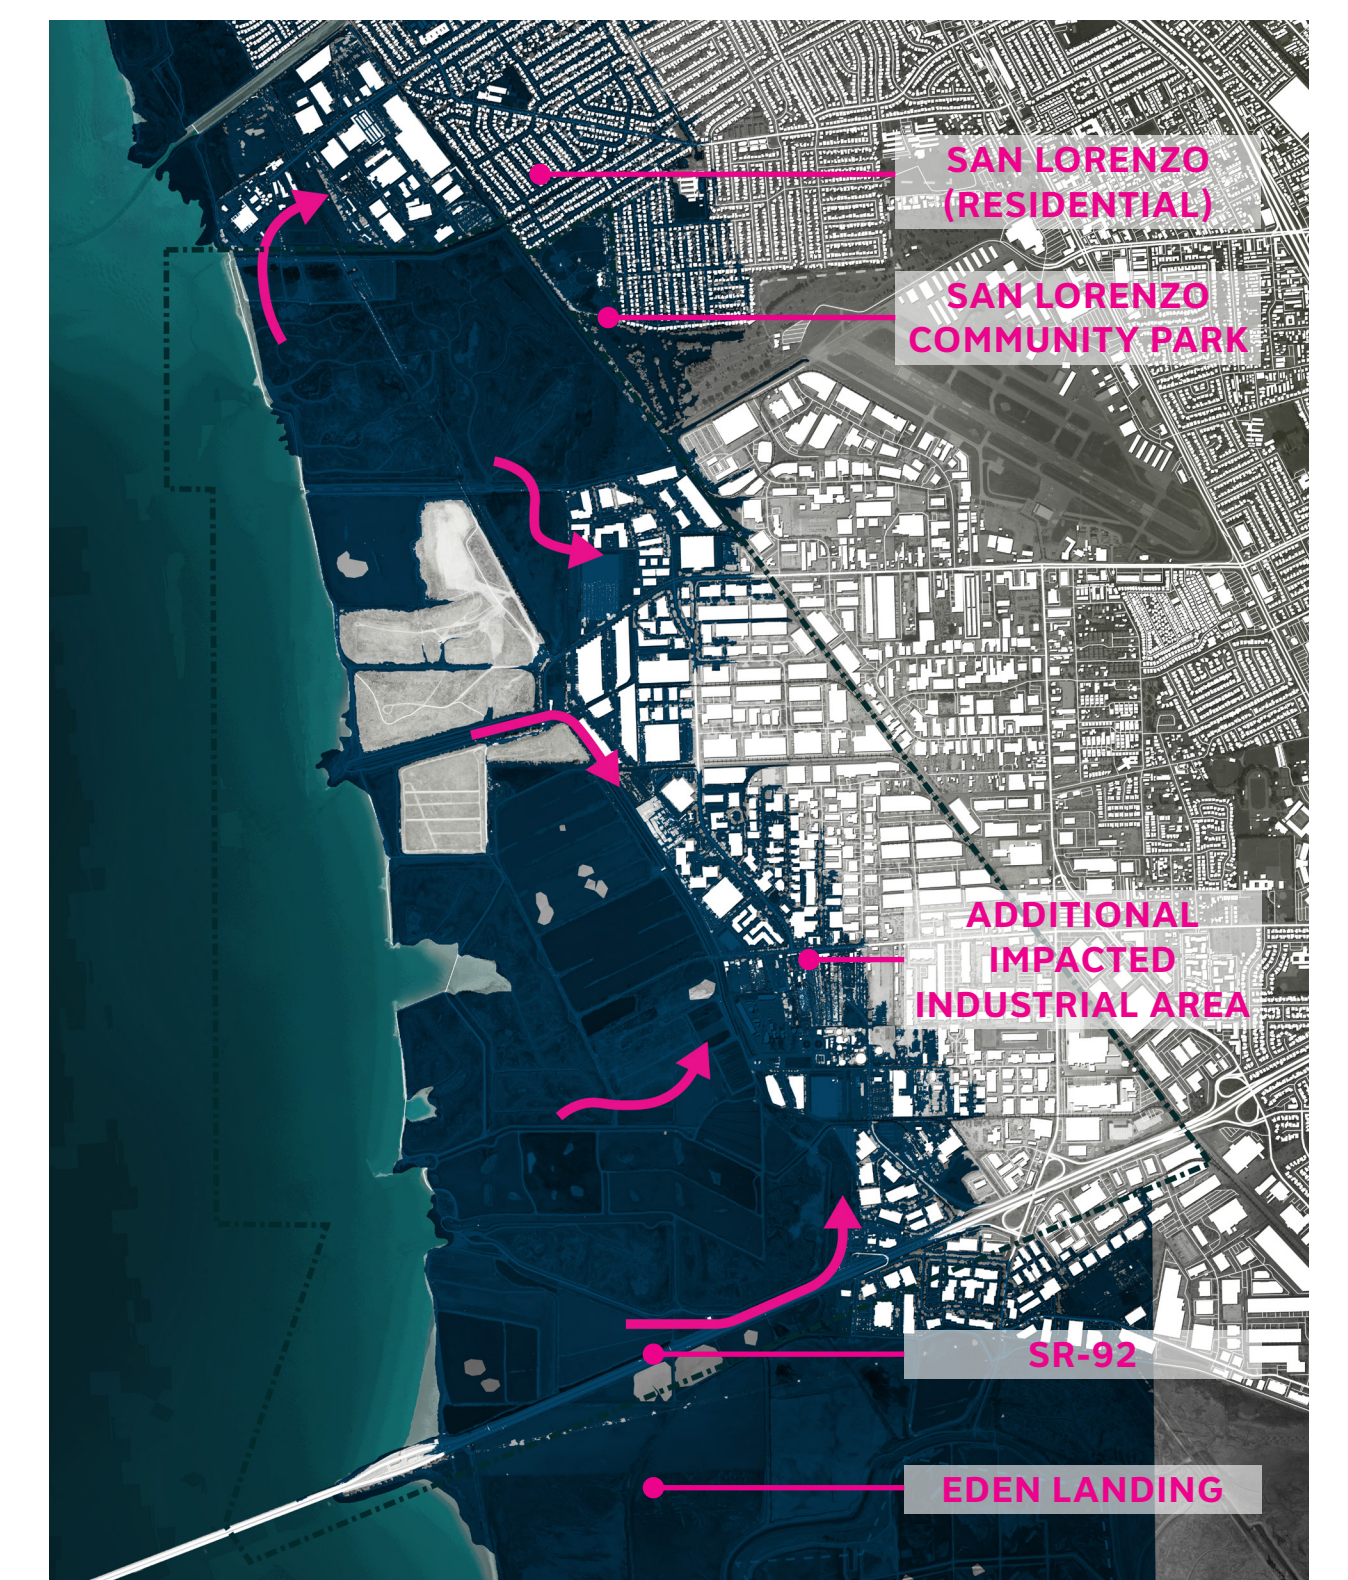 SAN LORENZO
(RESIDENTIAL)
SAN LORENZO
COMMUNITY PARK
ADDITIONAL
IMPACTED
INDUSTRIAL AREA
SR-92
EDEN LANDING